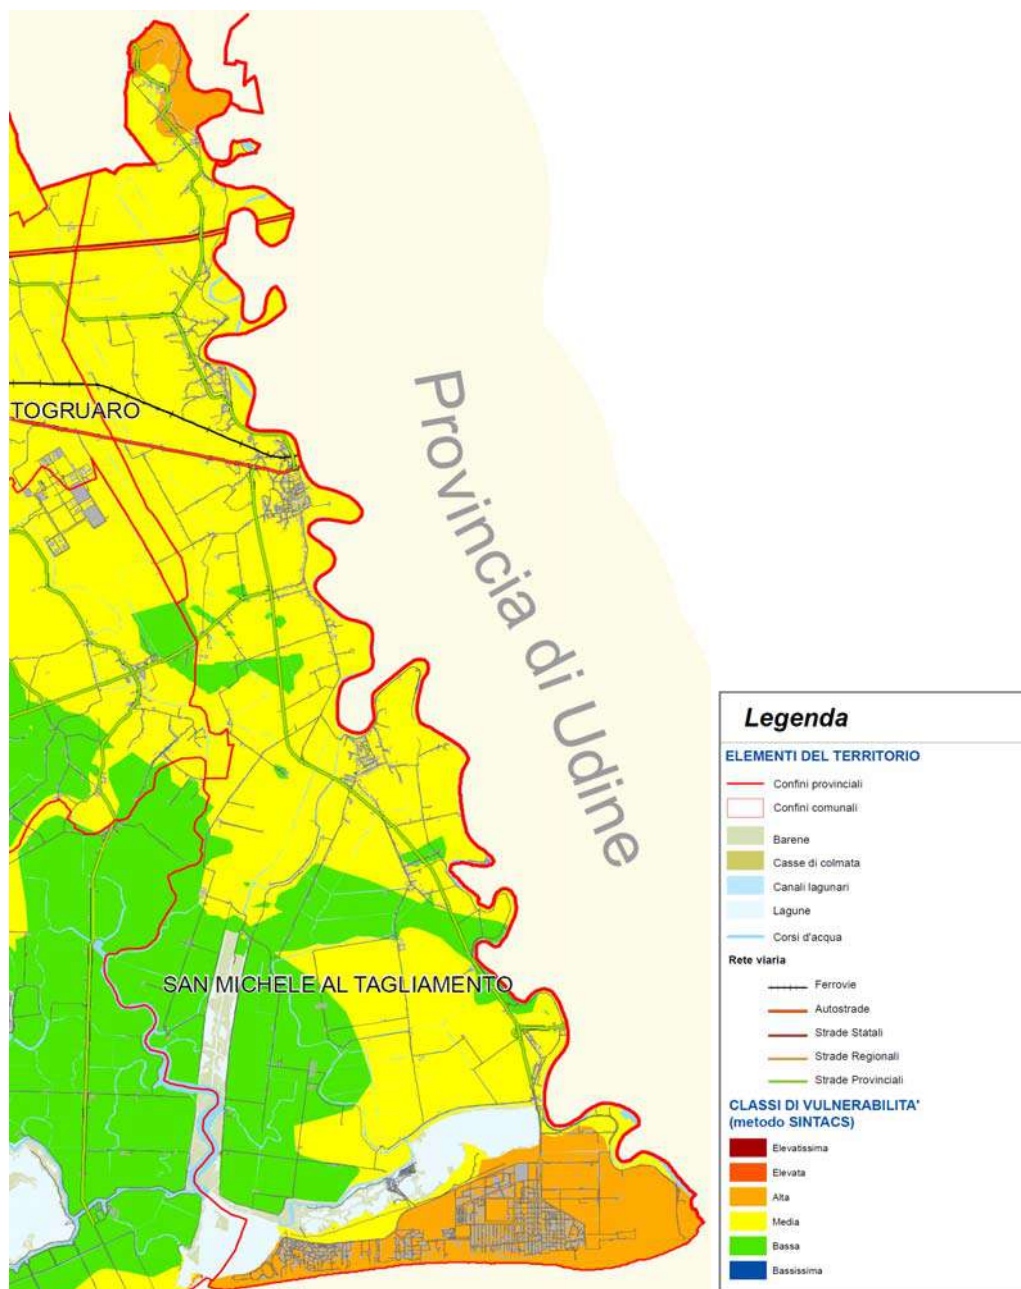 TOGRUARO
Provincia di Udine
SAN MICHELE AL TAGLIAMENTO
Legenda
ELEMENTI DEL TERRITORIO
Confini provinciali
Confini comunali
Barene
Casse di colmata
Canali lagunari
Lagune
Corsi d'acqua
Rete viaria
Ferrovie
Autostrade
Strade Statali
Strade Regionali
Strade Provinciali
CLASSI DI VULNERABILITA'
(metodo SINTACS)
Elevatissima
Elevata
Alta
Media
Bassa
Bassissima